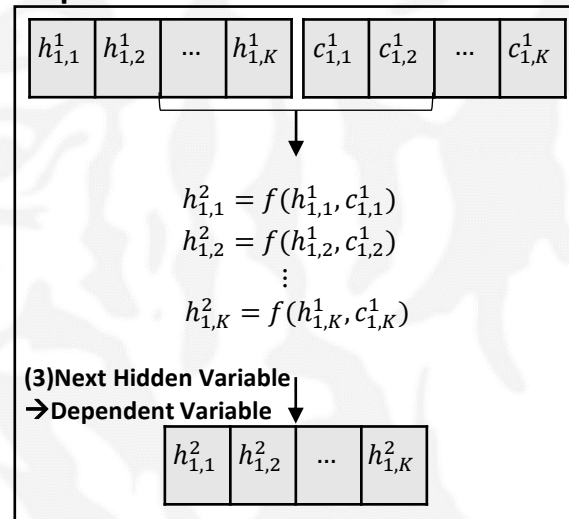 h¹₁,₁ h¹₁,₂ ... h¹₁,K c¹₁,₁ c¹₁,₂ ... c¹₁,K
h²₁,₁ = f(h¹₁,₁, c¹₁,₁)
h²₁,₂ = f(h¹₁,₂, c¹₁,₂)
⋮
h²₁,K = f(h¹₁,K, c¹₁,K)
(3)Next Hidden Variable
→Dependent Variable
h²₁,₁ h²₁,₂ ... h²₁,K